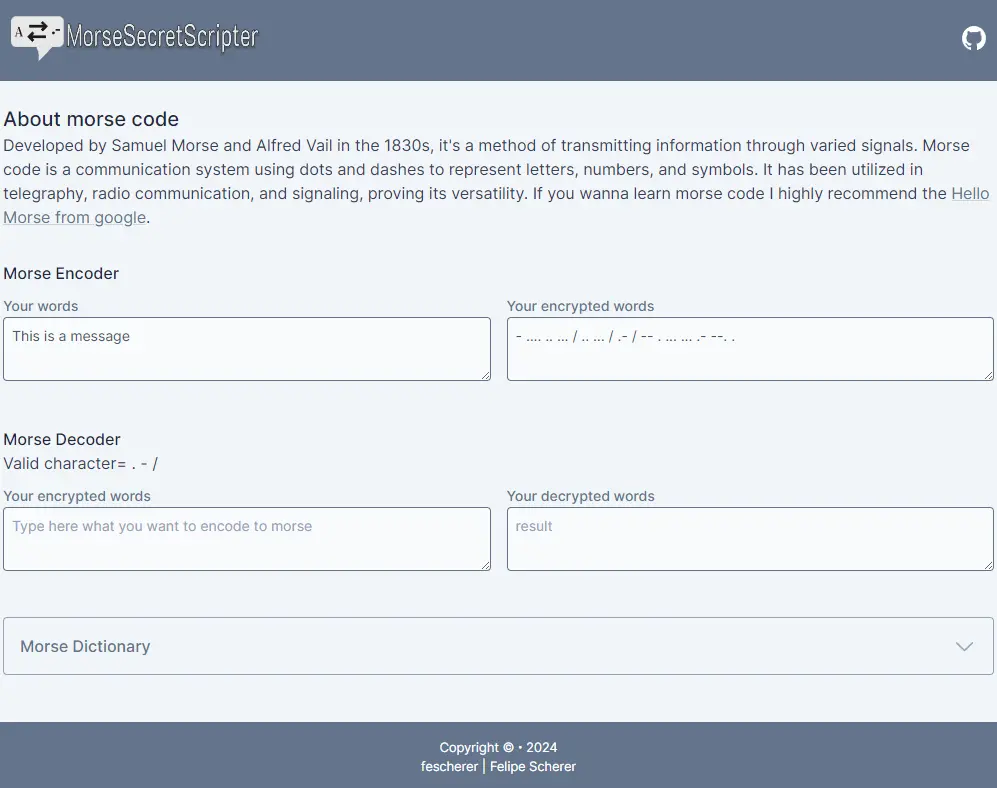 A .-
MorseSecretScripter
About morse code
Developed by Samuel Morse and Alfred Vail in the 1830s, it's a method of transmitting information through varied signals. Morse
code is a communication system using dots and dashes to represent letters, numbers, and symbols. It has been utilized in
telegraphy, radio communication, and signaling, proving its versatility. If you wanna learn morse code I highly recommend the Hello
Morse from google.
Morse Encoder
Your words
Your encrypted words
This is a message
- .... .. ... / .. ... / .- / -- . ... ... .- --. .
Morse Decoder
Valid character= . - /
Your encrypted words
Your decrypted words
Type here what you want to encode to morse
result
Morse Dictionary
Copyright © • 2024
fescherer | Felipe Scherer